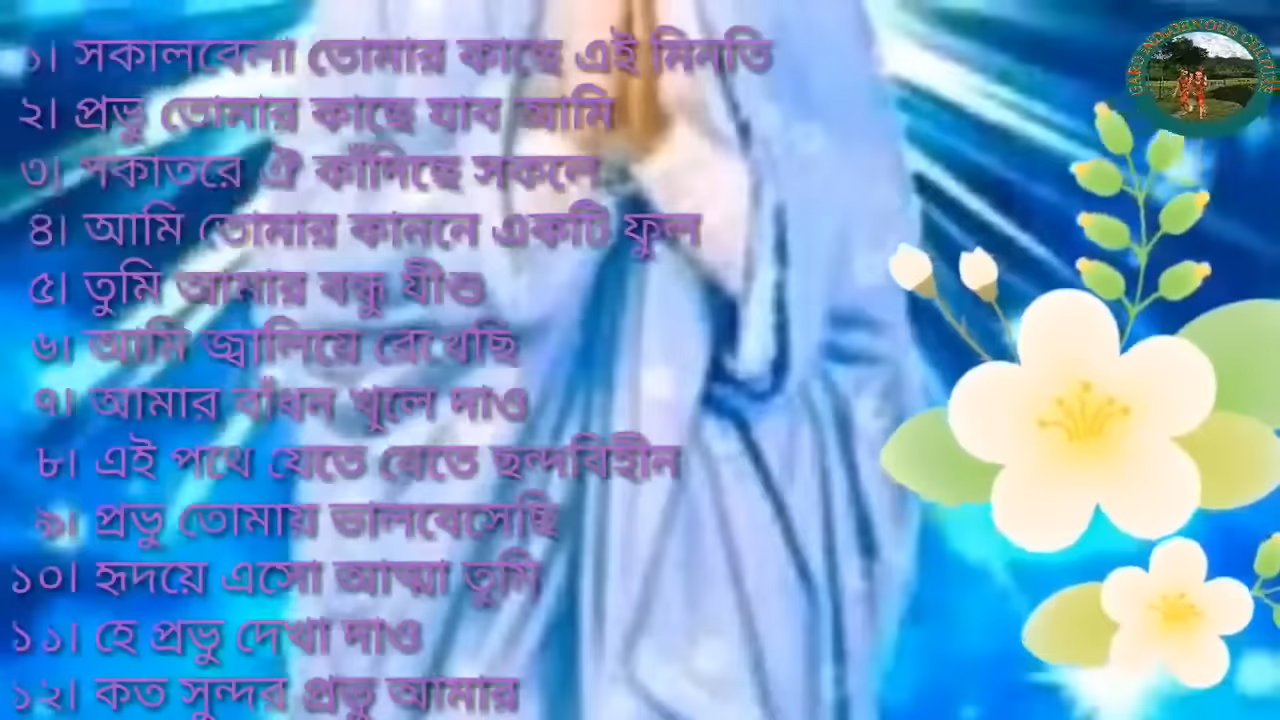 ১। সকালবেলা তোমার কাছে এই মিনতি
২। প্রভু তোমার কাছে যাব আমি
৩। সকাতরে ঐ কাঁদিছে সকলে
৪। আমি তোমার কাননে একটি ফুল
৫। তুমি আমার বন্ধু যীশু
৬। আমি জ্বালিয়ে রেখেছি
৭। আমার বাঁধন খুলে দাও
৮। এই পথে যেতে যেতে ছন্দবিহীন
৯। প্রভু তোমায় ভালবেসেছি
১০। হৃদয়ে এসো আত্মা তুমি
১১। হে প্রভু দেখা দাও
১২। কত সুন্দর প্রভু আমার
GARO INDIGENOUS